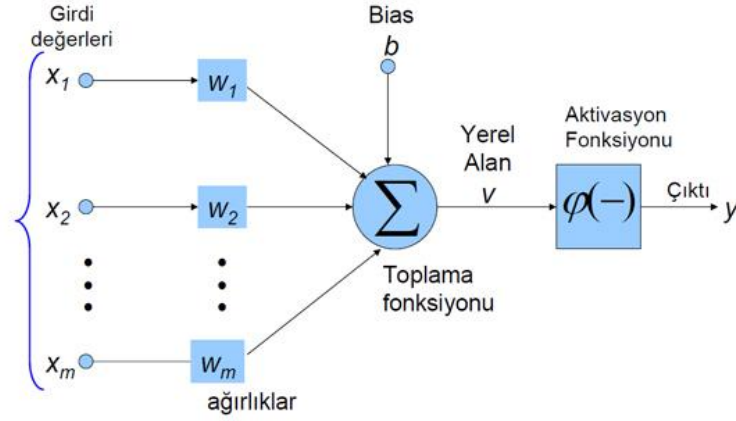 Girdi
değerleri
x1
w1
x2
w2
xm
wm
ağırlıklar
Bias
b
∑
Toplama
fonksiyonu
Yerel
Alan
v
Aktivasyon
Fonksiyonu
φ(−)
Çıktı
y